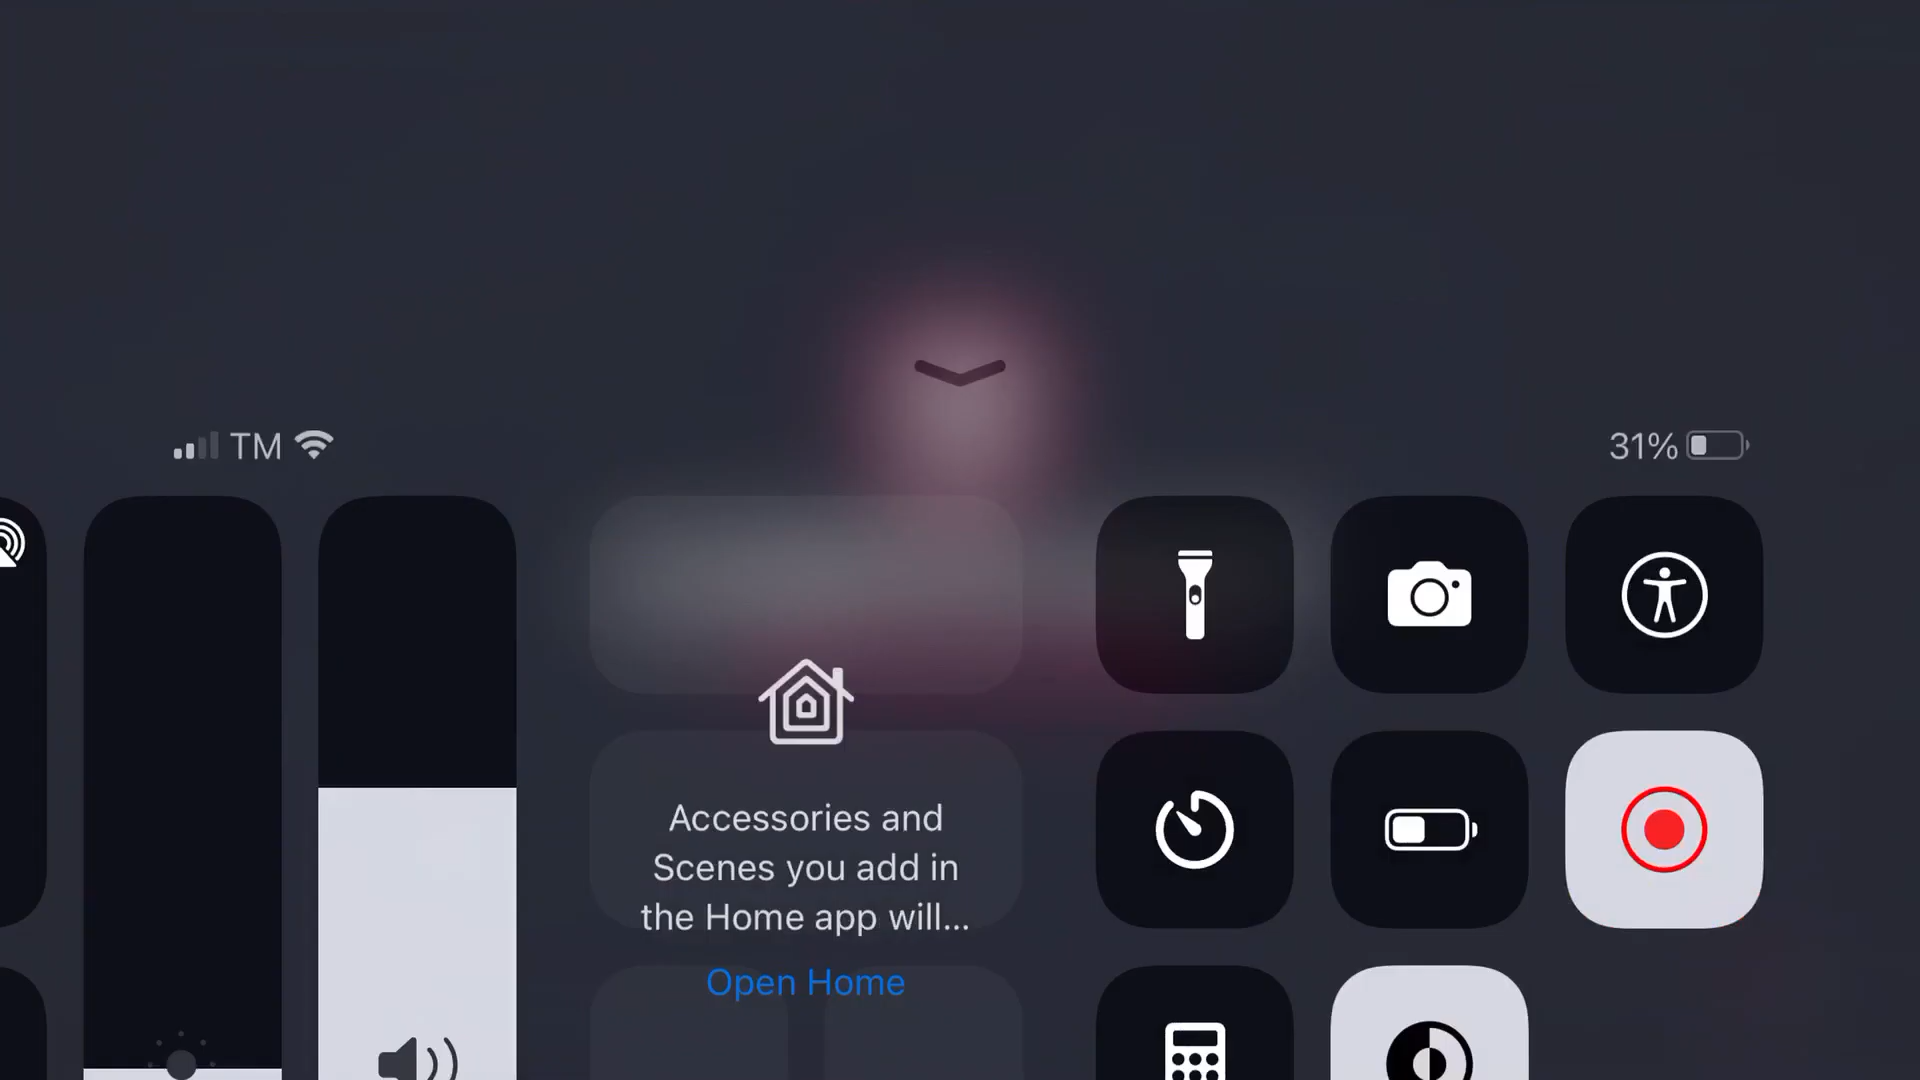 TM
31%
Accessories and
Scenes you add in
the Home app will...
Open Home